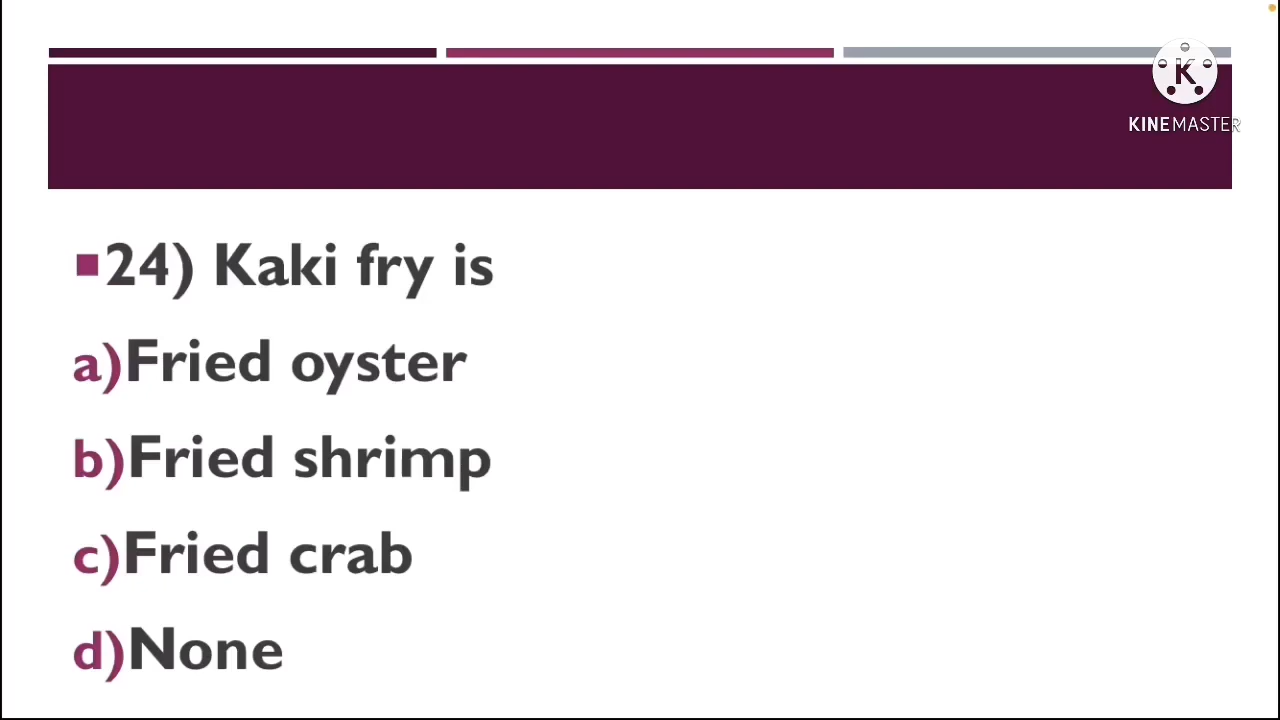 K
KINEMASTER
24) Kaki fry is
a)Fried oyster
b)Fried shrimp
c)Fried crab
d)None